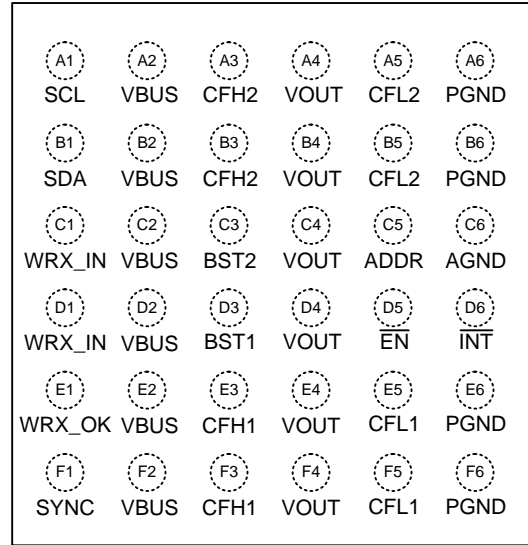 A1 A2 A3 A4 A5 A6
SCL VBUS CFH2 VOUT CFL2 PGND
B1 B2 B3 B4 B5 B6
SDA VBUS CFH2 VOUT CFL2 PGND
C1 C2 C3 C4 C5 C6
WRX_IN VBUS BST2 VOUT ADDR AGND
D1 D2 D3 D4 D5 D6
WRX_IN VBUS BST1 VOUT E̅N̅ I̅N̅T̅
E1 E2 E3 E4 E5 E6
WRX_OK VBUS CFH1 VOUT CFL1 PGND
F1 F2 F3 F4 F5 F6
SYNC VBUS CFH1 VOUT CFL1 PGND